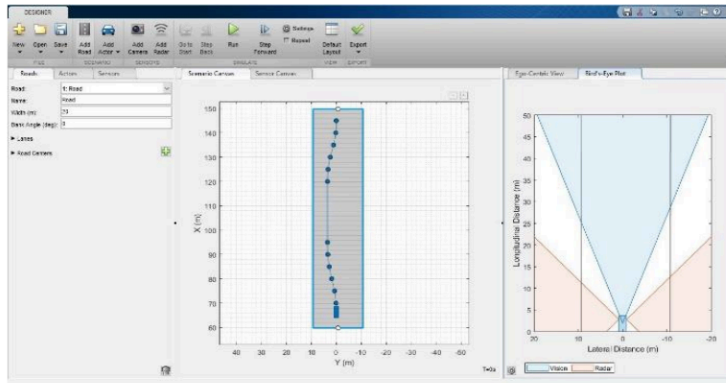 DESIGNER
New Open Save Add Road Add Actor Add Camera Add Radar Go to Start Step Back Run Step Forward Settings Repeat Default Layout Export
FILE SCENARIO SENSORS SIMULATE VIEW EXPORT
Roads Actors Sensors Scenario Canvas Sensor Canvas Ego-Centric View Bird's-Eye Plot
Road: 1: Road
Name: Road
Width (m): 20
Bank Angle (deg): 0
Lanes
Road Centers
X (m)
150
140
130
120
110
100
90
80
70
60
40 30 20 10 0 -10 -20 -30 -40 -50
Y (m)
T=0s
Longitudinal Distance (m)
50
45
40
35
30
25
20
15
10
5
0
20 10 0 -10 -20
Lateral Distance (m)
Vision Radar